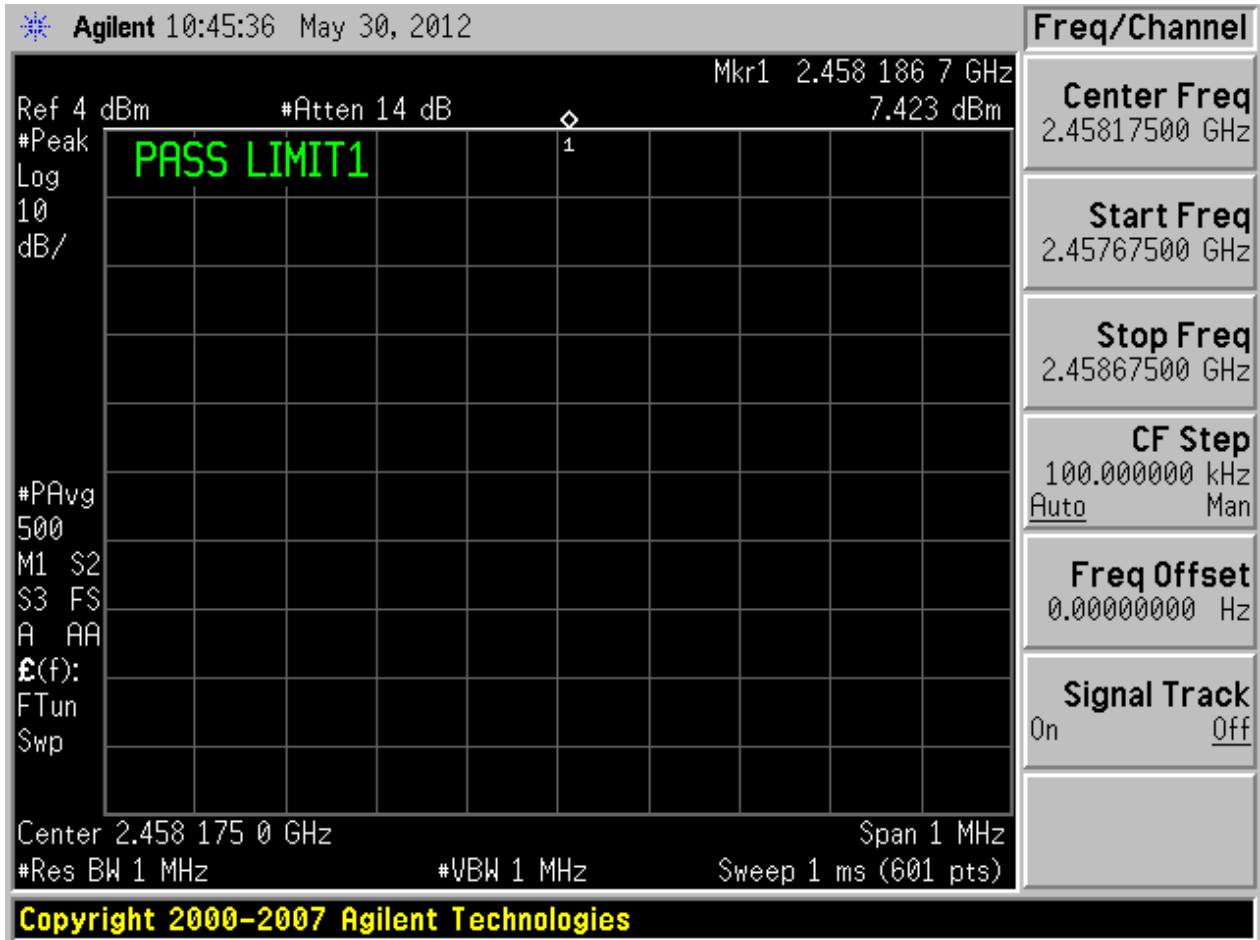 Agilent 10:45:36 May 30, 2012
Mkr1 2.458 186 7 GHz
Ref 4 dBm #Atten 14 dB 7.423 dBm
#Peak
Log
10
dB/
PASS LIMIT1
1
#PAvg
500
M1 S2
S3 FS
A AA
£(f):
FTun
Swp
Center 2.458 175 0 GHz Span 1 MHz
#Res BW 1 MHz #VBW 1 MHz Sweep 1 ms (601 pts)
Freq/Channel
Center Freq
2.45817500 GHz
Start Freq
2.45767500 GHz
Stop Freq
2.45867500 GHz
CF Step
100.000000 kHz
Auto Man
Freq Offset
0.00000000 Hz
Signal Track
On Off
Copyright 2000-2007 Agilent Technologies